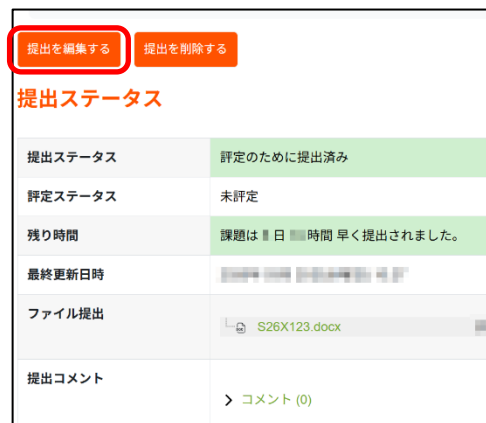 提出を編集する 提出を削除する
提出ステータス
提出ステータス 評定のために提出済み
評定ステータス 未評定
残り時間 課題は 日 時間 早く提出されました。
最終更新日時
ファイル提出
S26X123.docx
提出コメント
コメント (0)